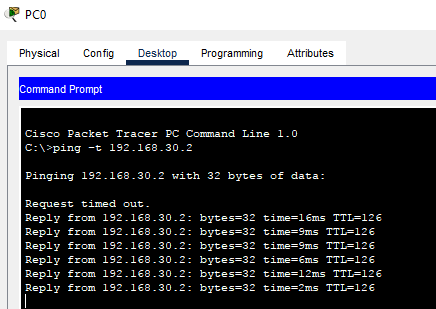 PC0
Physical Config Desktop Programming Attributes
Command Prompt
Cisco Packet Tracer PC Command Line 1.0
C:\>ping -t 192.168.30.2
Pinging 192.168.30.2 with 32 bytes of data:
Request timed out.
Reply from 192.168.30.2: bytes=32 time=16ms TTL=126
Reply from 192.168.30.2: bytes=32 time=9ms TTL=126
Reply from 192.168.30.2: bytes=32 time=9ms TTL=126
Reply from 192.168.30.2: bytes=32 time=6ms TTL=126
Reply from 192.168.30.2: bytes=32 time=12ms TTL=126
Reply from 192.168.30.2: bytes=32 time=2ms TTL=126